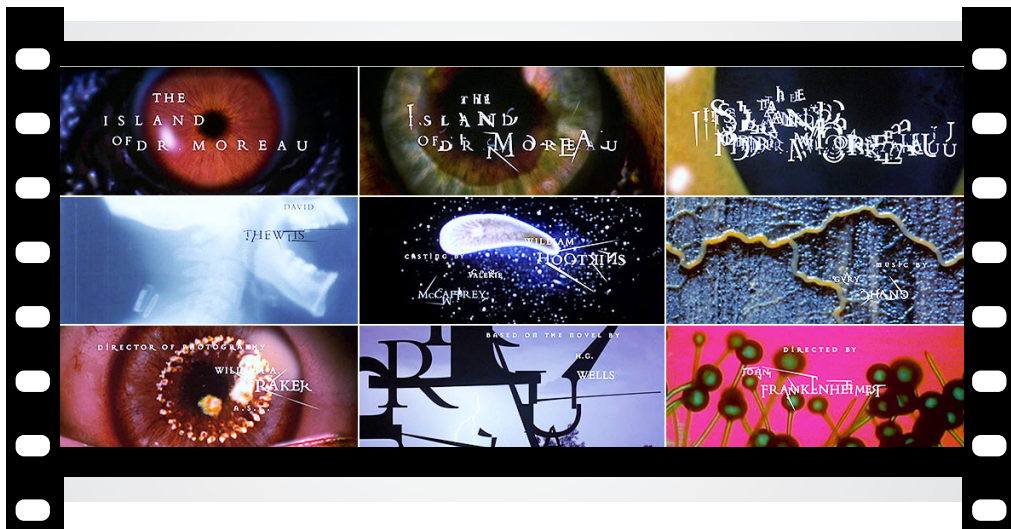 THE
ISLAND
OF DR. MOREAU
THE
ISLAND
OF DR. MOREAU
DAVID
THEWLIS
CASTING BY
VALERIE
McCAFFREY
WILLIAM
HOOTKINS
MUSIC BY
GARY
CHANG
DIRECTOR OF PHOTOGRAPHY
WILLIAM A.
FRAKER
A.S.C.
BASED ON THE NOVEL BY
H.G.
WELLS
DIRECTED BY
JOHN
FRANKENHEIMER